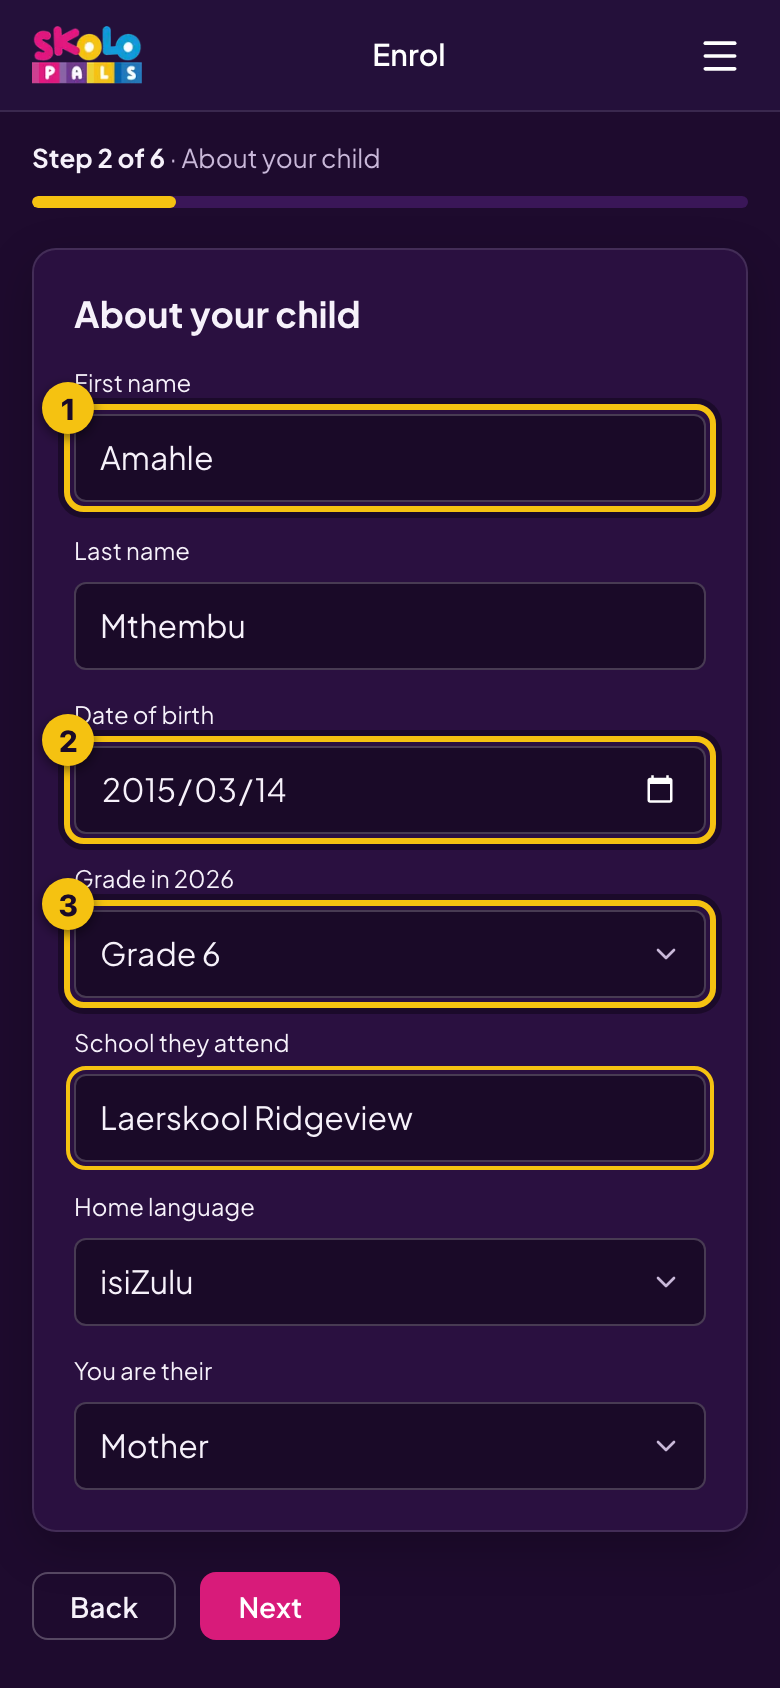 SKOLO
PALS
Enrol
Step 2 of 6 · About your child
About your child
First name
1
Amahle
Last name
Mthembu
Date of birth
2
2015/03/14
Grade in 2026
3
Grade 6
School they attend
Laerskool Ridgeview
Home language
isiZulu
You are their
Mother
Back
Next